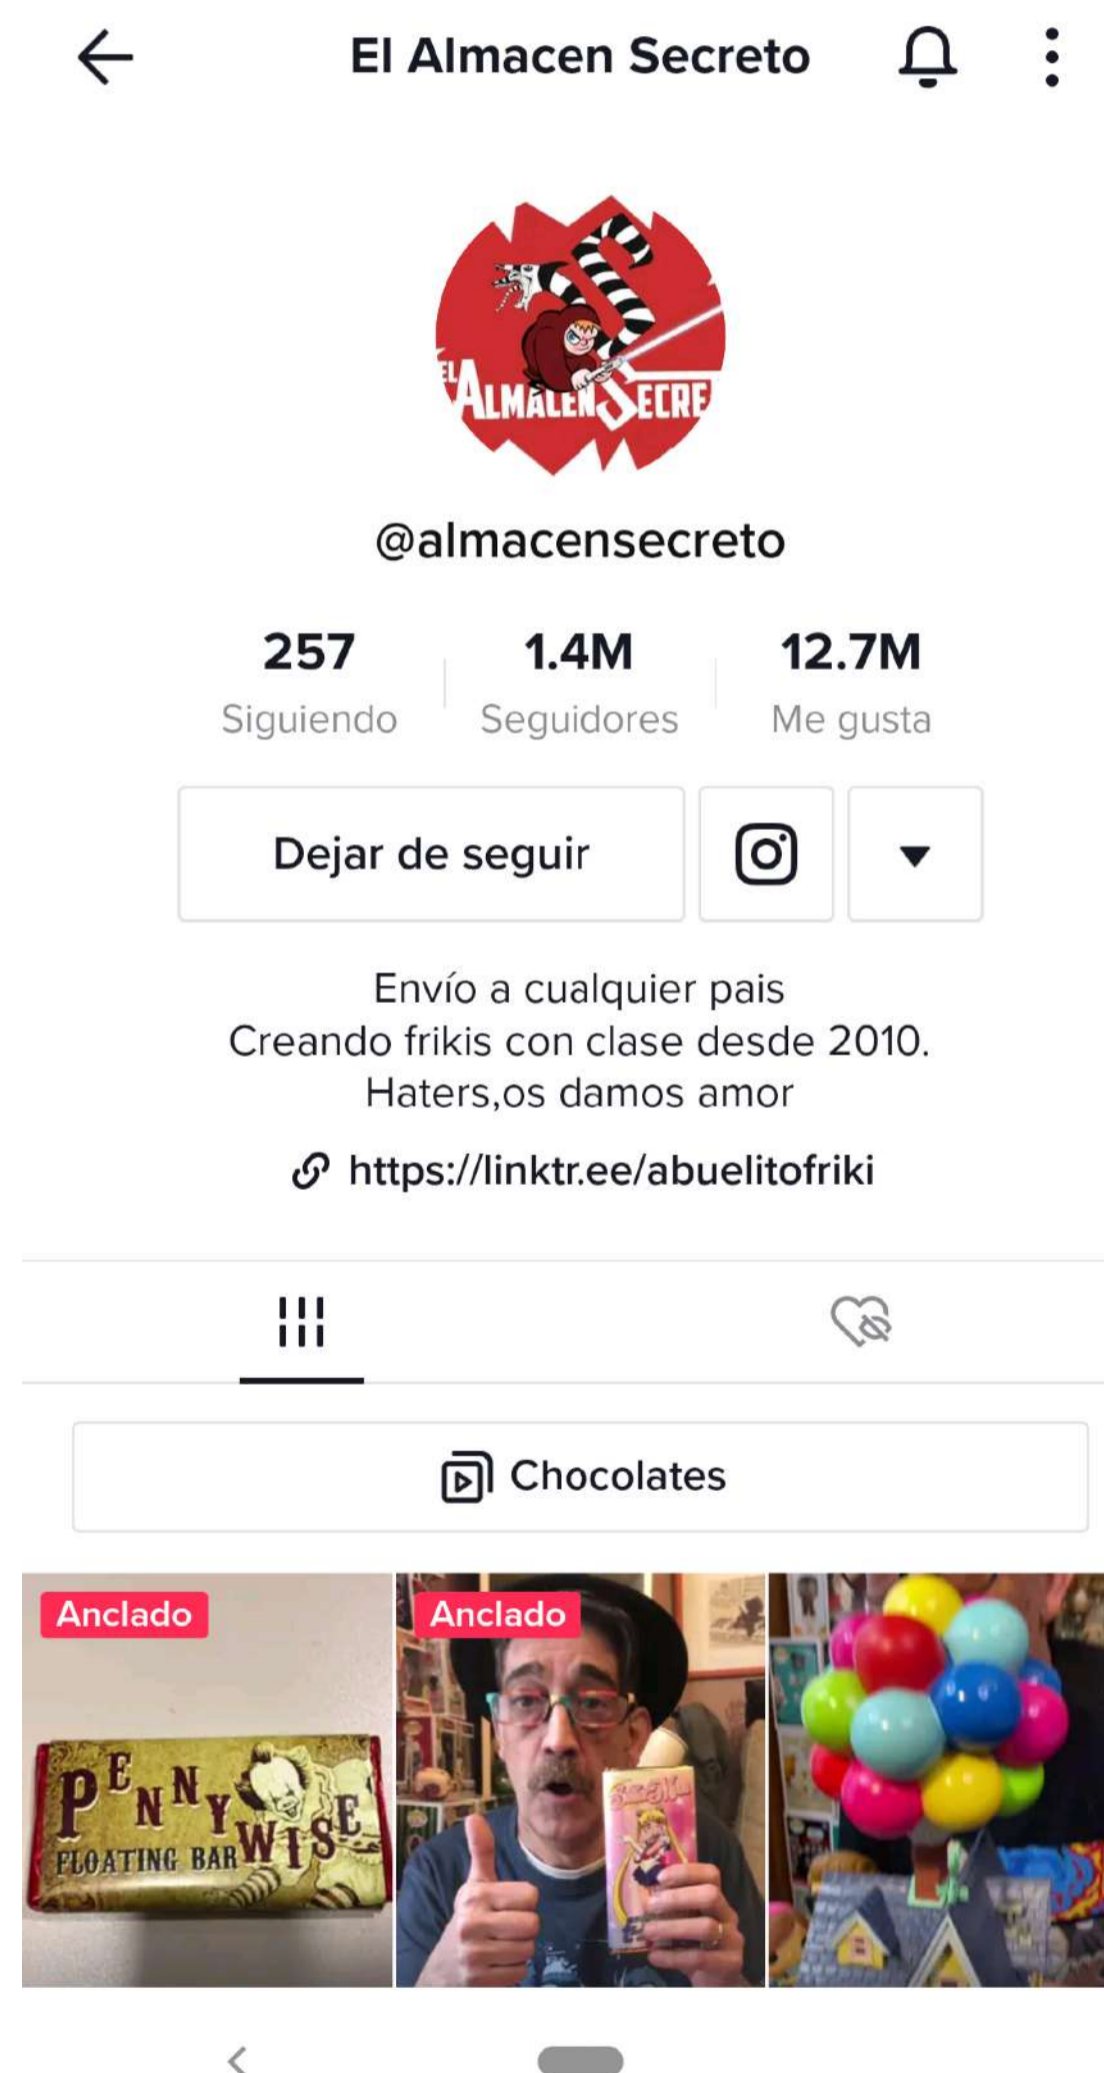 El Almacen Secreto
EL
ALMACEN SECRE
@almacensecreto
257 1.4M 12.7M
Siguiendo Seguidores Me gusta
Dejar de seguir
Envío a cualquier pais
Creando frikis con clase desde 2010.
Haters,os damos amor
https://linktr.ee/abuelitofriki
Chocolates
Anclado Anclado
PENNYWISE
FLOATING BAR